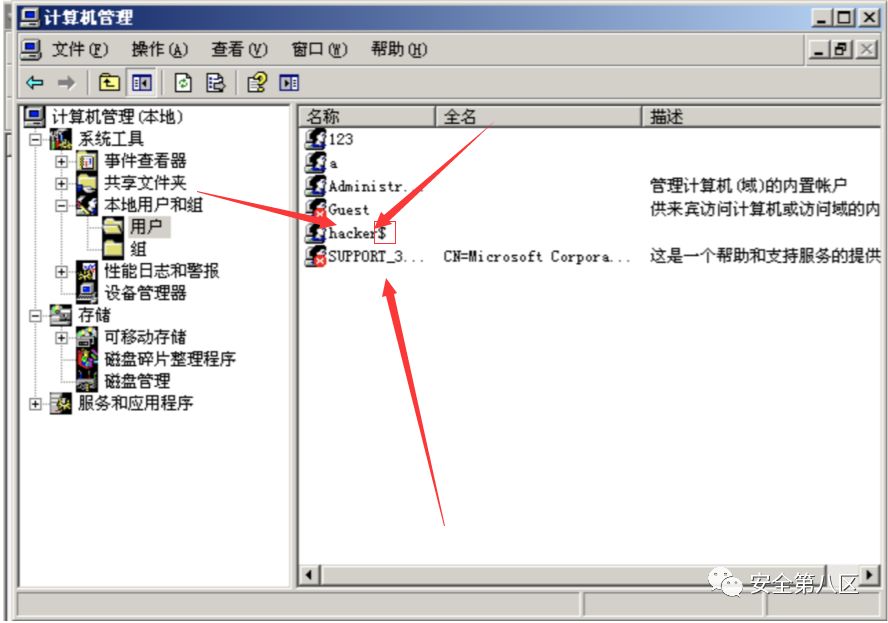 计算机管理
文件(F) 操作(A) 查看(V) 窗口(W) 帮助(H)
计算机管理(本地)
系统工具
事件查看器
共享文件夹
本地用户和组
用户
组
性能日志和警报
设备管理器
存储
可移动存储
磁盘碎片整理程序
磁盘管理
服务和应用程序
名称 全名 描述
123
a
Administr... 管理计算机(域)的内置帐户
Guest 供来宾访问计算机或访问域的内
hacker$
SUPPORT_3... CN=Microsoft Corpora... 这是一个帮助和支持服务的提供
安全第八区